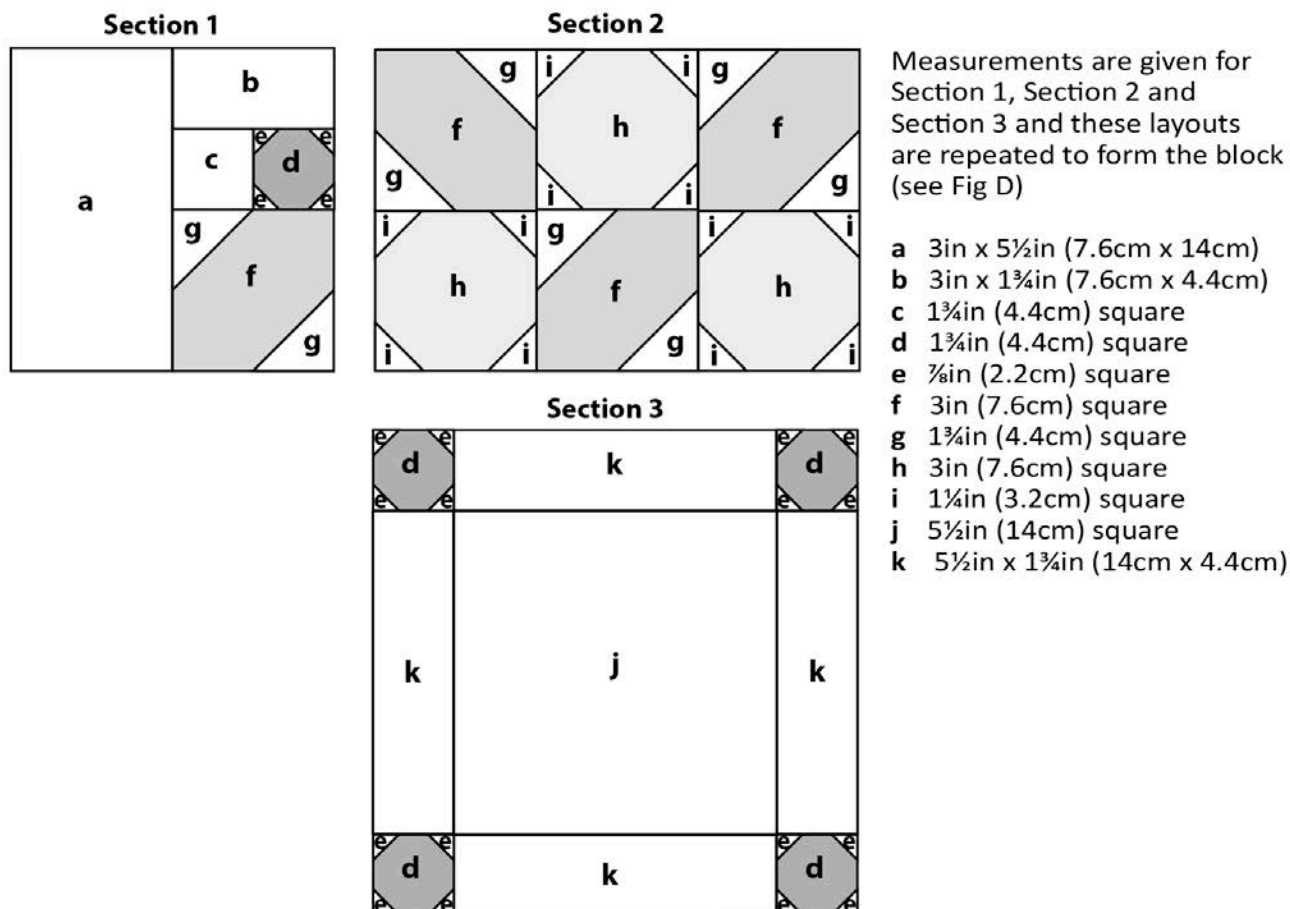 Section 1
b
e e
c d
e e
a
g
f
g
Section 2
g i i g
f h f
g i i g
i i g i i
h f h
i i g i i
Section 3
e e k e e
d d
e e e e
k j k
e e e e
d k d
e e e e
Measurements are given for
Section 1, Section 2 and
Section 3 and these layouts
are repeated to form the block
(see Fig D)
a 3in x 5½in (7.6cm x 14cm)
b 3in x 1¾in (7.6cm x 4.4cm)
c 1¾in (4.4cm) square
d 1¾in (4.4cm) square
e ⅞in (2.2cm) square
f 3in (7.6cm) square
g 1¾in (4.4cm) square
h 3in (7.6cm) square
i 1¼in (3.2cm) square
j 5½in (14cm) square
k 5½in x 1¾in (14cm x 4.4cm)